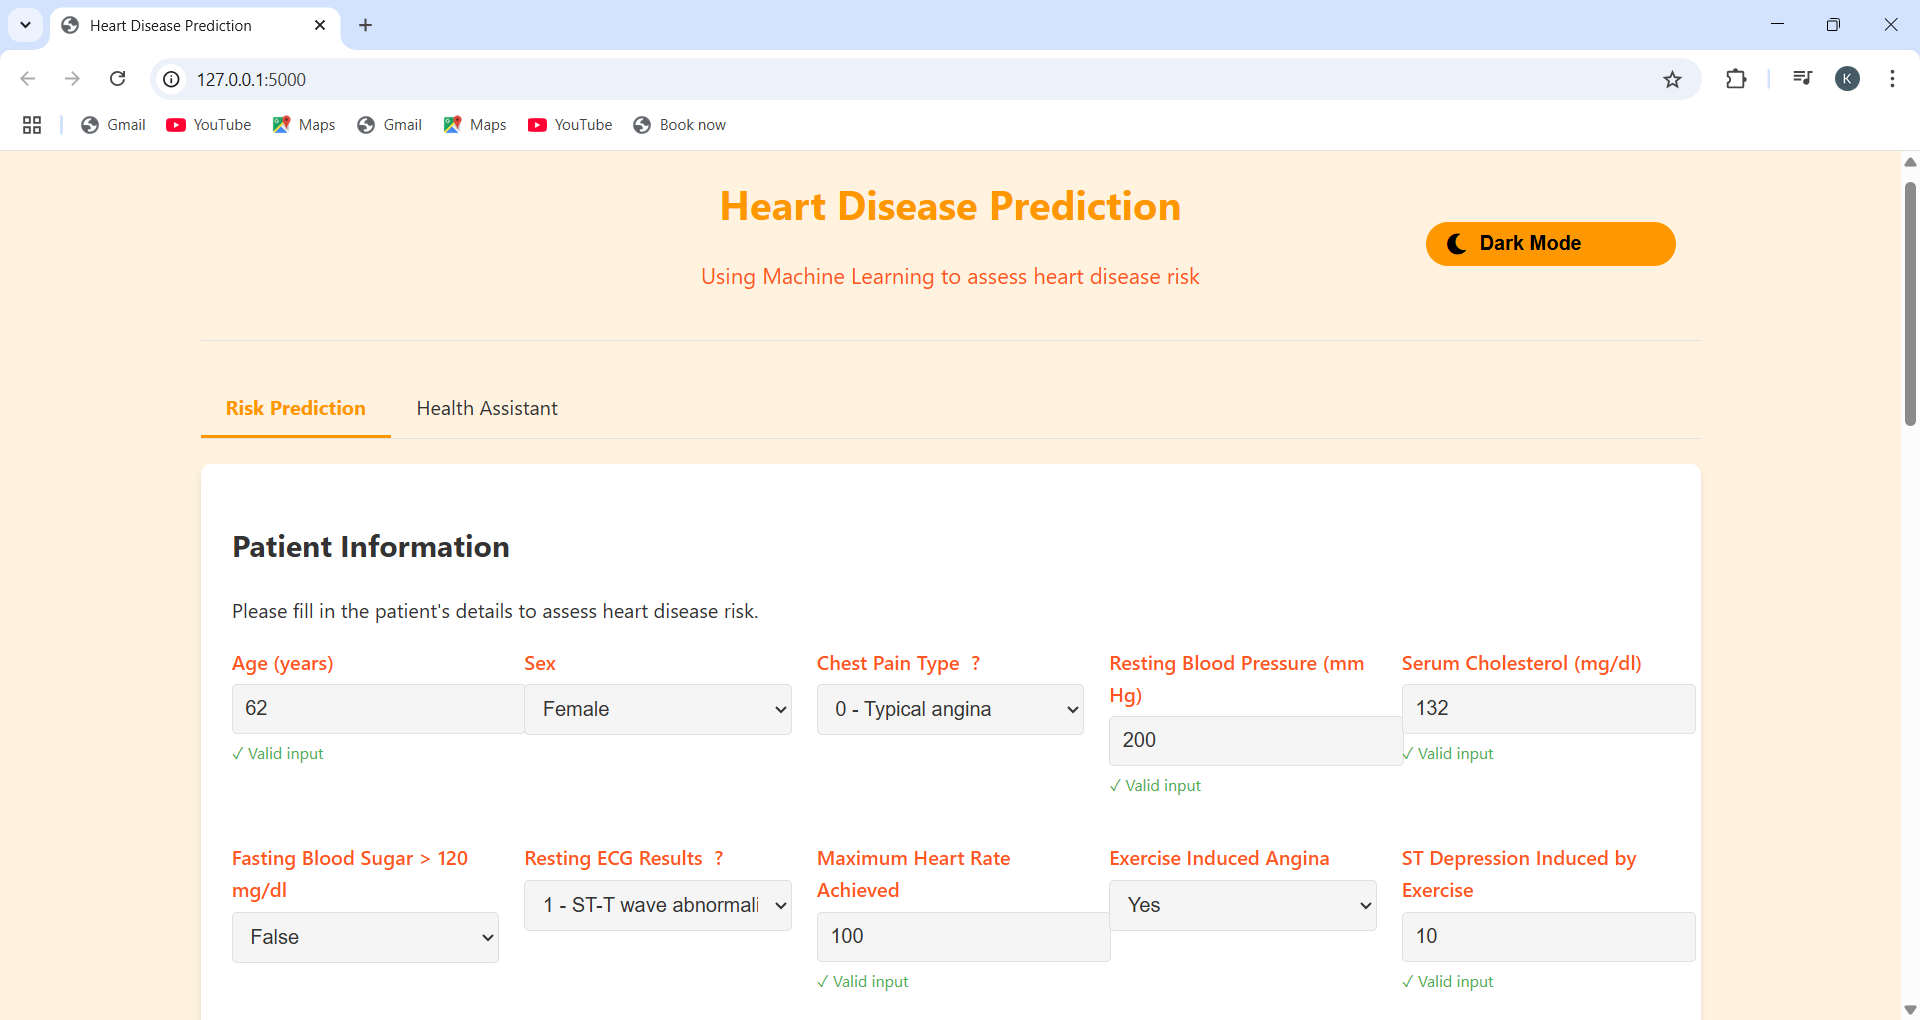 Heart Disease Prediction
127.0.0.1:5000
K
Gmail YouTube Maps Gmail Maps YouTube Book now
Heart Disease Prediction
Dark Mode
Using Machine Learning to assess heart disease risk
Risk Prediction Health Assistant
Patient Information
Please fill in the patient's details to assess heart disease risk.
Age (years)
62
✓ Valid input
Sex
Female
Chest Pain Type ?
0 - Typical angina
Resting Blood Pressure (mm
Hg)
200
✓ Valid input
Serum Cholesterol (mg/dl)
132
✓ Valid input
Fasting Blood Sugar > 120
mg/dl
False
Resting ECG Results ?
1 - ST-T wave abnormali
Maximum Heart Rate
Achieved
100
✓ Valid input
Exercise Induced Angina
Yes
ST Depression Induced by
Exercise
10
✓ Valid input